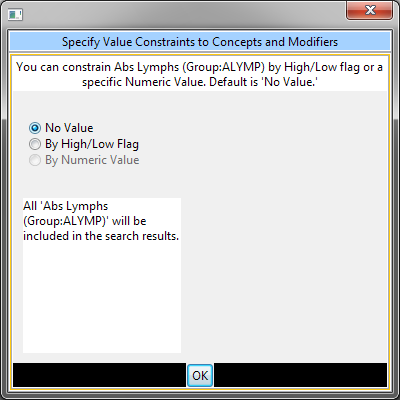 Specify Value Constraints to Concepts and Modifiers
You can constrain Abs Lymphs (Group:ALYMP) by High/Low flag or a
specific Numeric Value. Default is 'No Value.'
No Value
By High/Low Flag
By Numeric Value
All 'Abs Lymphs
(Group:ALYMP)' will be
included in the search results.
OK